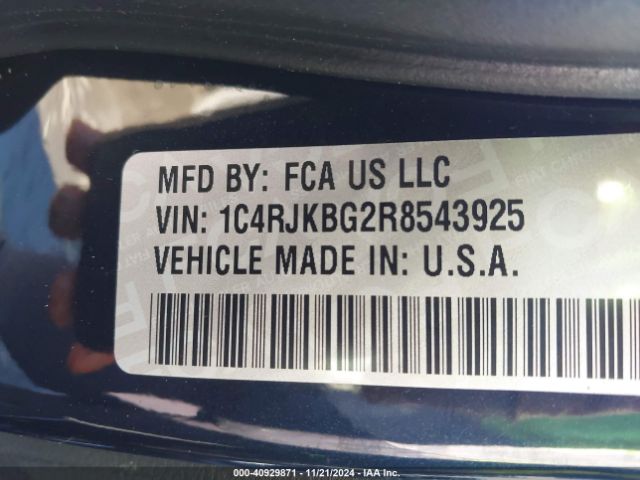 MFD BY: FCA US LLC
VIN: 1C4RJKBG2R8543925
VEHICLE MADE IN: U.S.A.
000-40929871 - 11/21/2024 - IAA Inc.